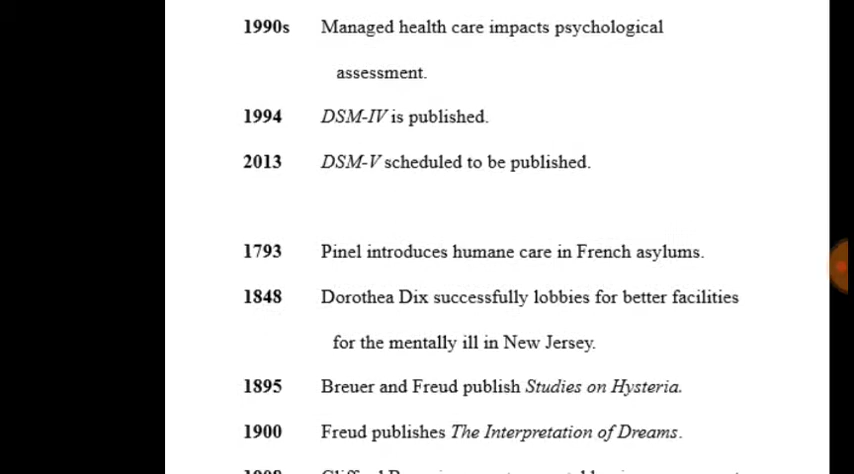 1990s Managed health care impacts psychological
assessment.
1994 DSM-IV is published.
2013 DSM-V scheduled to be published.
1793 Pinel introduces humane care in French asylums.
1848 Dorothea Dix successfully lobbies for better facilities
for the mentally ill in New Jersey.
1895 Breuer and Freud publish Studies on Hysteria.
1900 Freud publishes The Interpretation of Dreams.